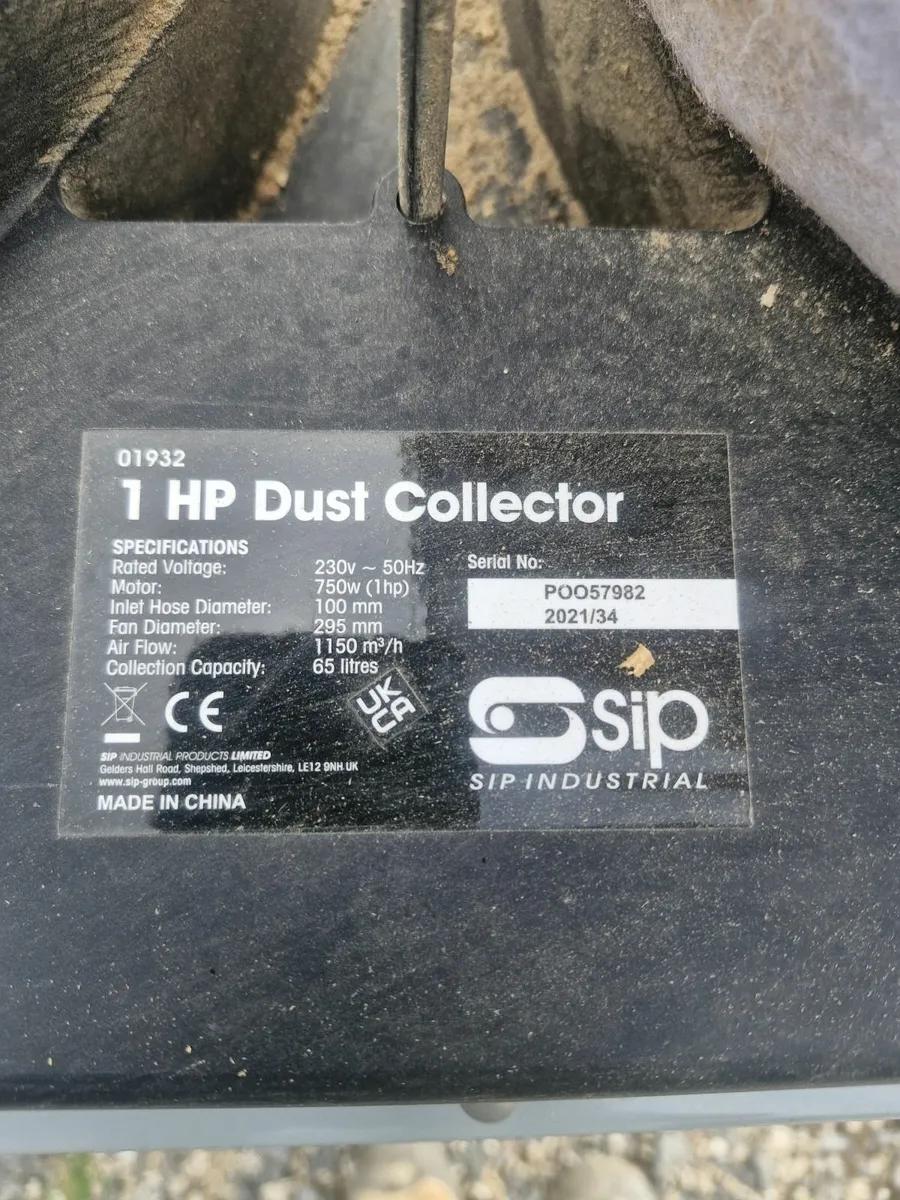 01932
1 HP Dust Collector
SPECIFICATIONS
Rated Voltage: 230v ~ 50Hz
Motor: 750w (1hp)
Inlet Hose Diameter: 100 mm
Fan Diameter: 295 mm
Air Flow: 1150 m³/h
Collection Capacity: 65 litres
Serial No:
POO57982
2021/34
CE
UK
CA
Sip
SIP INDUSTRIAL
SIP INDUSTRIAL PRODUCTS LIMITED
Gelders Hall Road, Shepshed, Leicestershire, LE12 9NH UK
www.sip-group.com
MADE IN CHINA